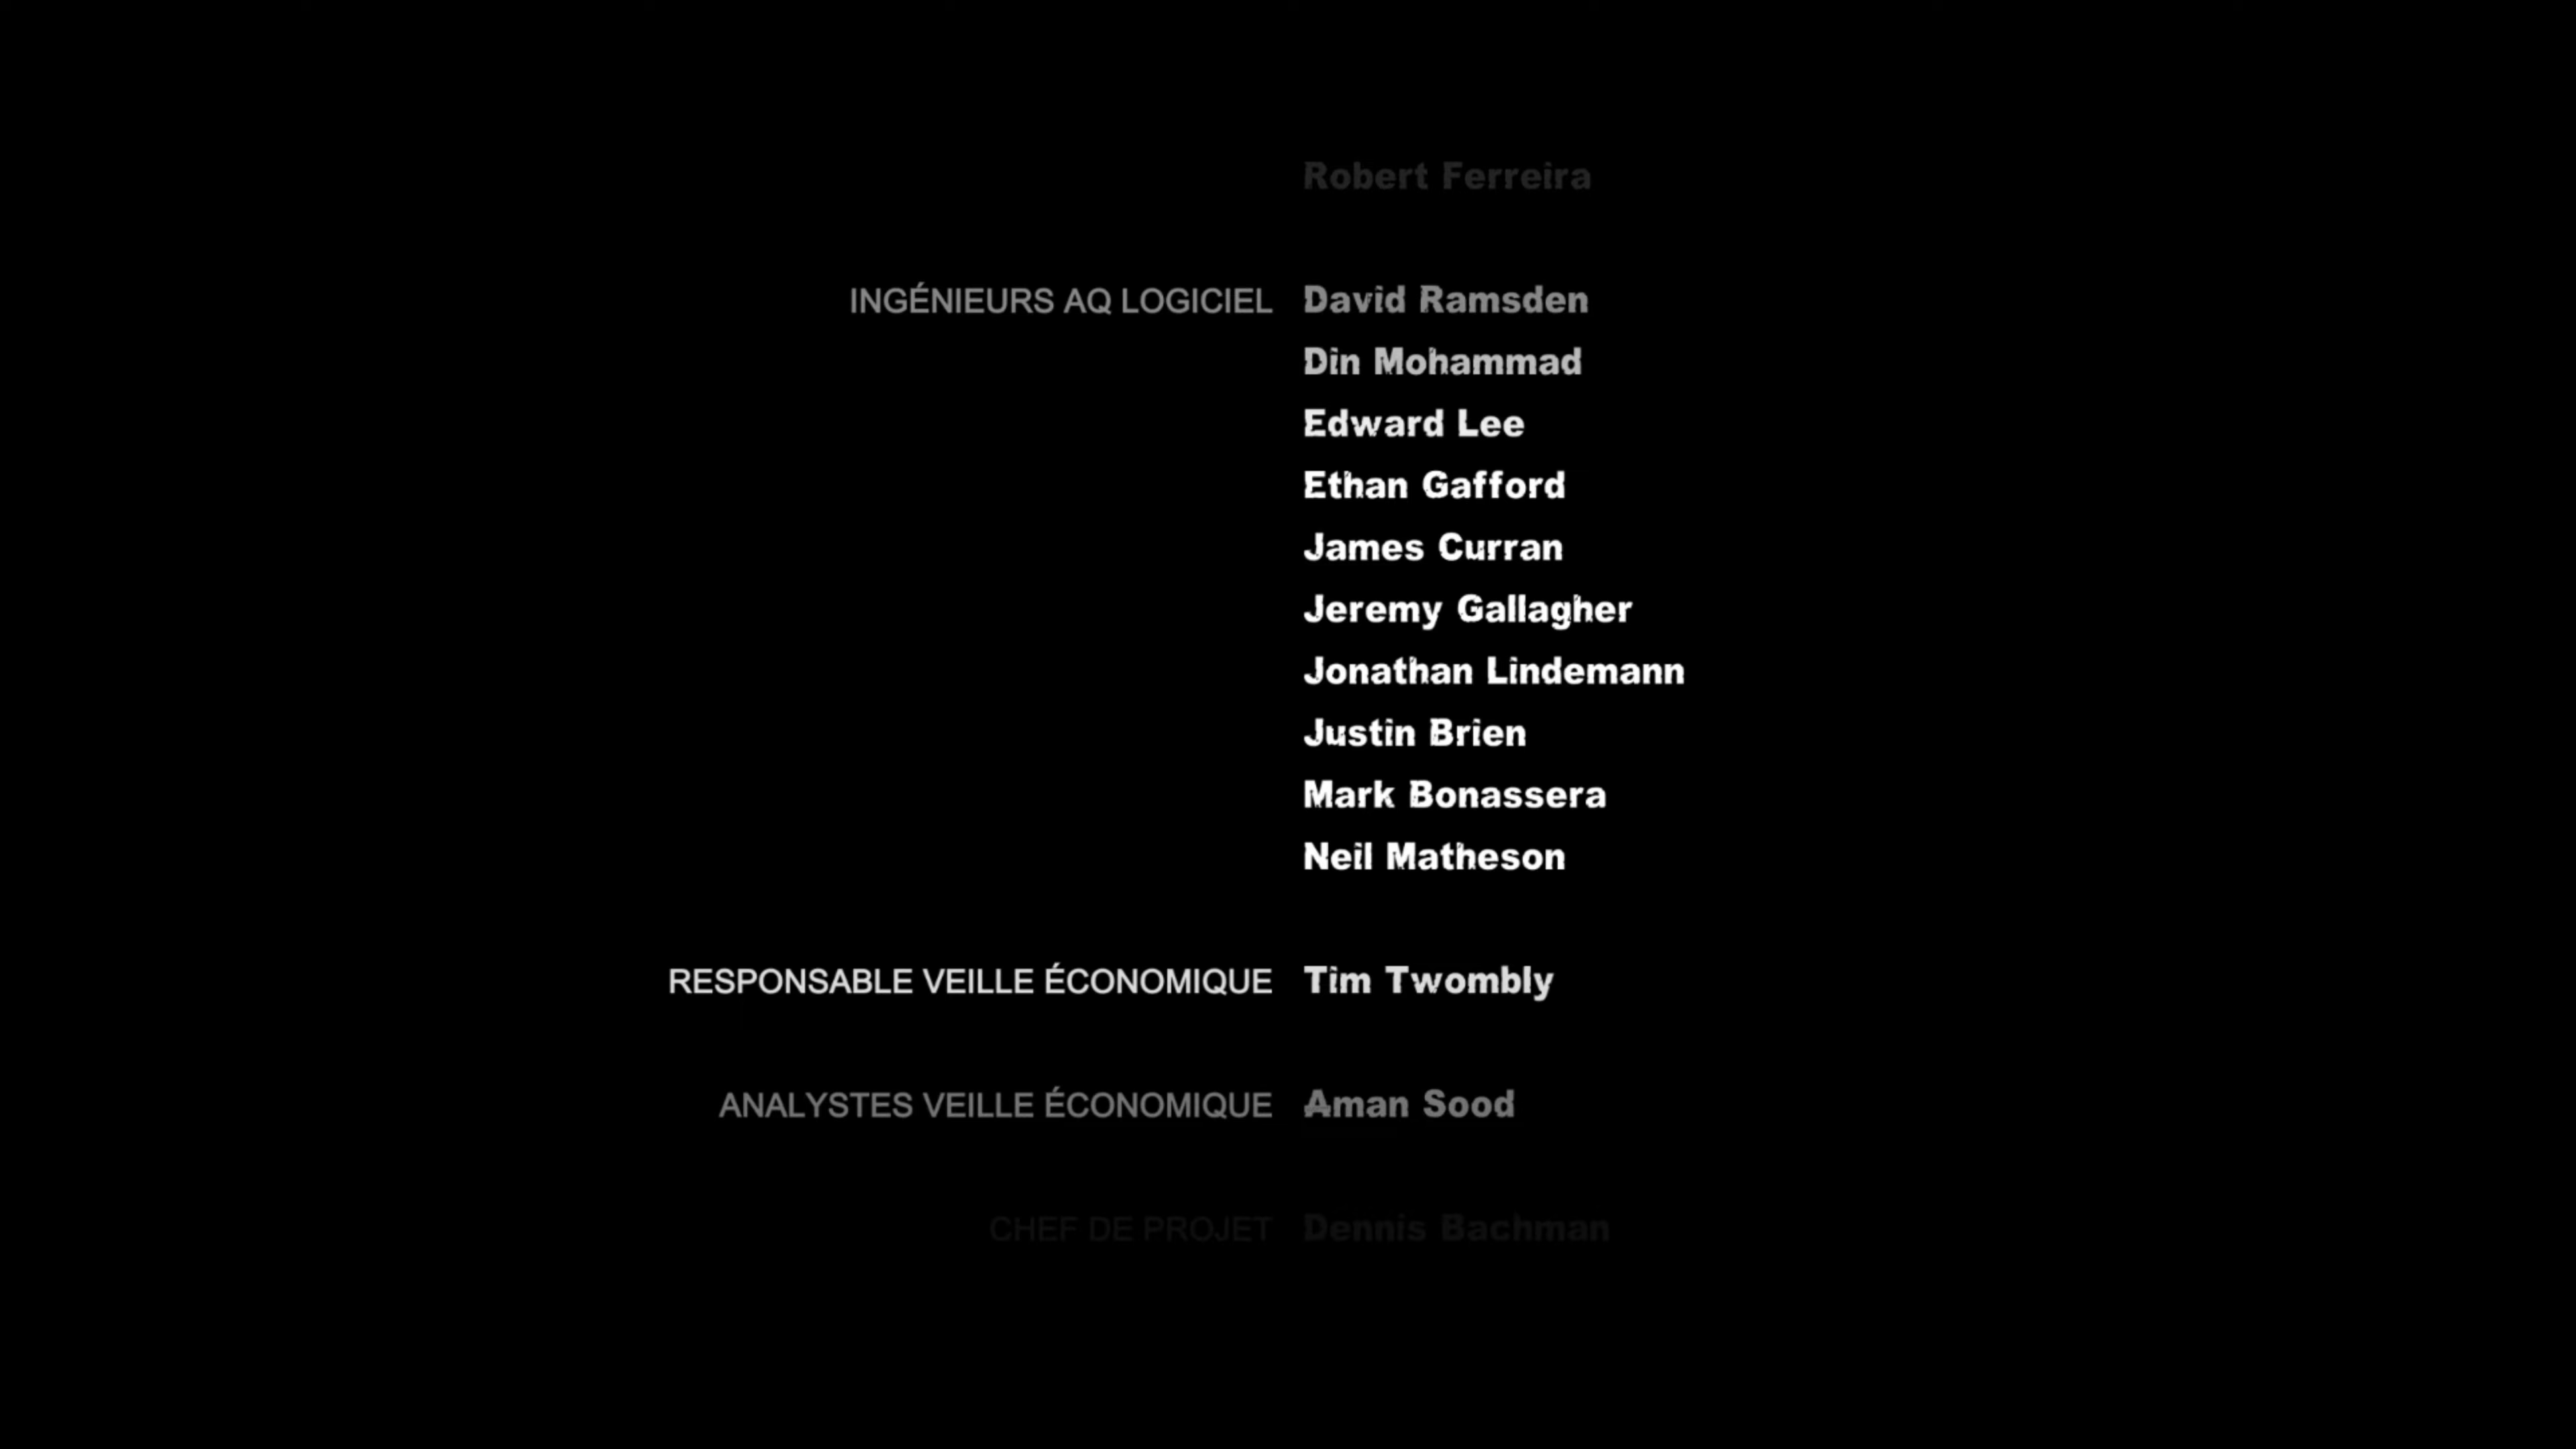 Robert Ferreira
INGÉNIEURS AQ LOGICIEL David Ramsden
Din Mohammad
Edward Lee
Ethan Gafford
James Curran
Jeremy Gallagher
Jonathan Lindemann
Justin Brien
Mark Bonassera
Neil Matheson
RESPONSABLE VEILLE ÉCONOMIQUE Tim Twombly
ANALYSTES VEILLE ÉCONOMIQUE Aman Sood
CHEF DE PROJET Dennis Bachman